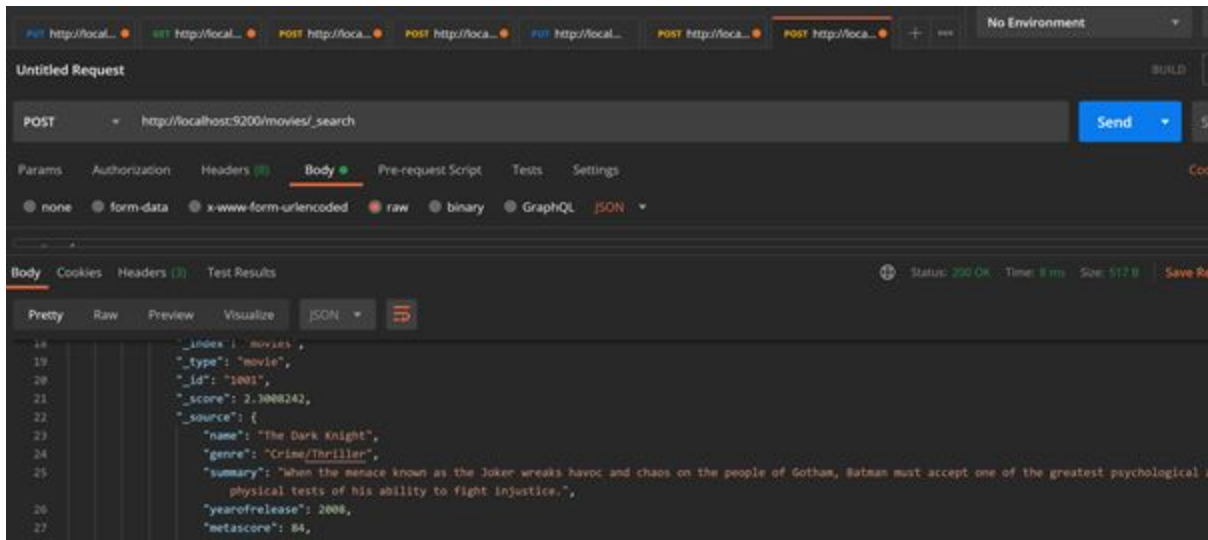 PUT http://local... GET http://local... POST http://loca... POST http://loca... PUT http://local... POST http://loca... POST http://loca... + No Environment
Untitled Request BUILD
POST http://localhost:9200/movies/_search Send S
Params Authorization Headers (8) Body Pre-request Script Tests Settings Coo
none form-data x-www-form-urlencoded raw binary GraphQL JSON
Body Cookies Headers (3) Test Results Status: 200 OK Time: 8 ms Size: 517 B Save Re
Pretty Raw Preview Visualize JSON
18 "_index": "movies",
19 "_type": "movie",
20 "_id": "1001",
21 "_score": 2.3008242,
22 "_source": {
23 "name": "The Dark Knight",
24 "genre": "Crime/Thriller",
25 "summary": "When the menace known as the Joker wreaks havoc and chaos on the people of Gotham, Batman must accept one of the greatest psychological a
physical tests of his ability to fight injustice.",
26 "yearofrelease": 2008,
27 "metascore": 84,